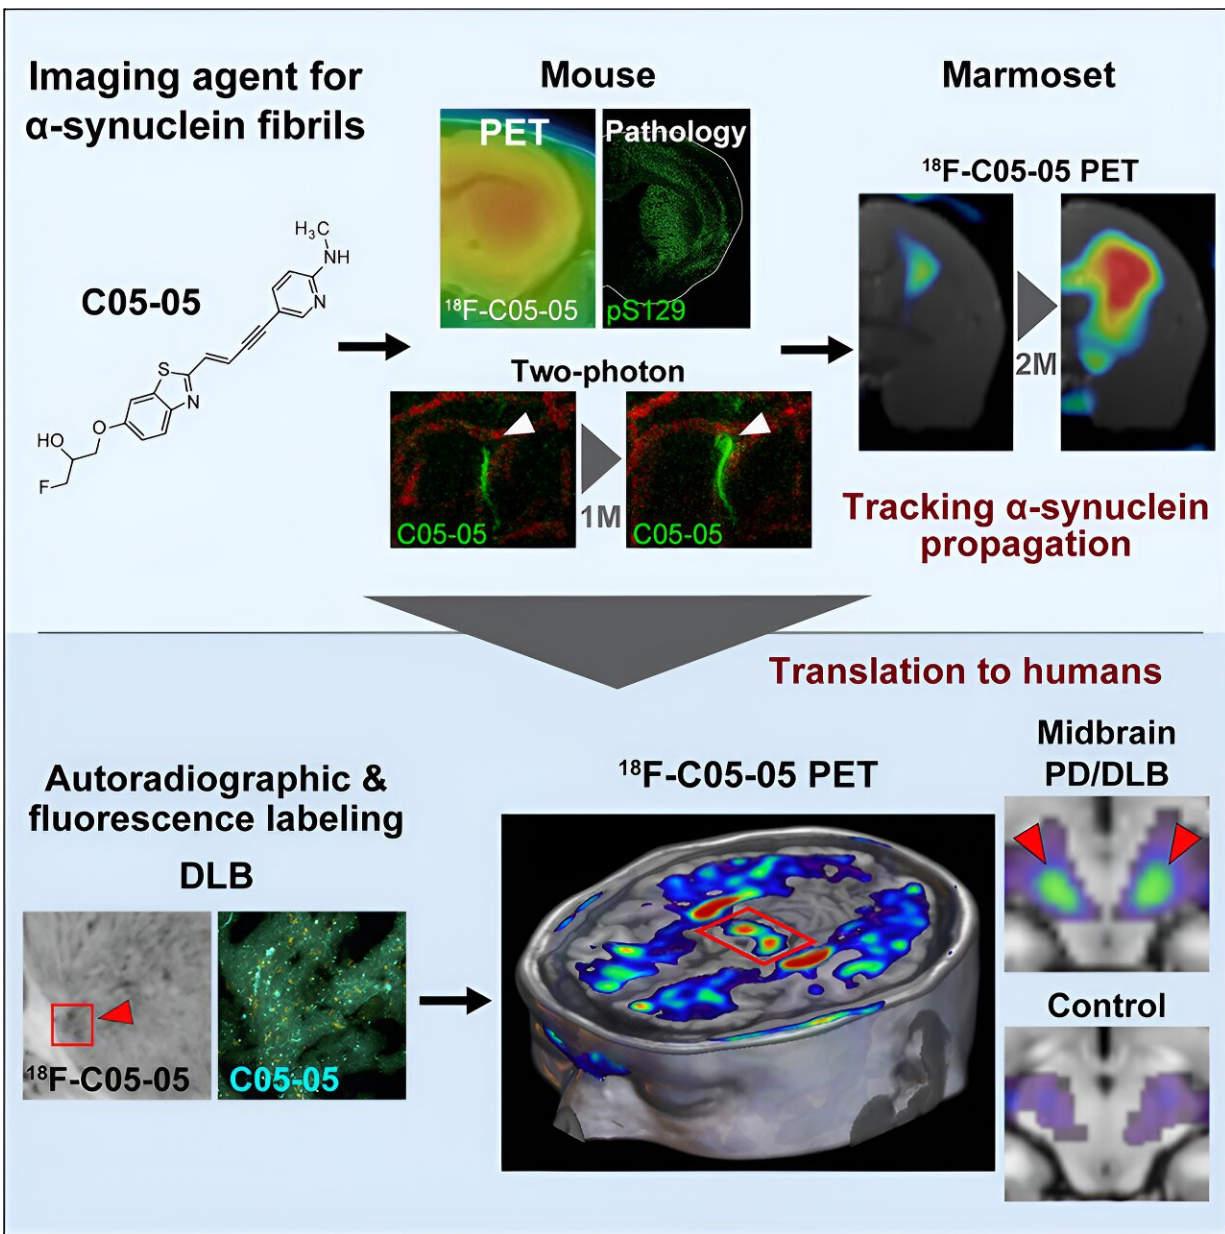 Imaging agent for
α-synuclein fibrils
C05-05
H₃C
NH
N
S
N
O
HO
F
Mouse
PET
¹⁸F-C05-05
Pathology
pS129
Two-photon
C05-05
1M
C05-05
Marmoset
¹⁸F-C05-05 PET
2M
Tracking α-synuclein
propagation
Translation to humans
Autoradiographic &
fluorescence labeling
DLB
¹⁸F-C05-05
C05-05
¹⁸F-C05-05 PET
Midbrain
PD/DLB
Control